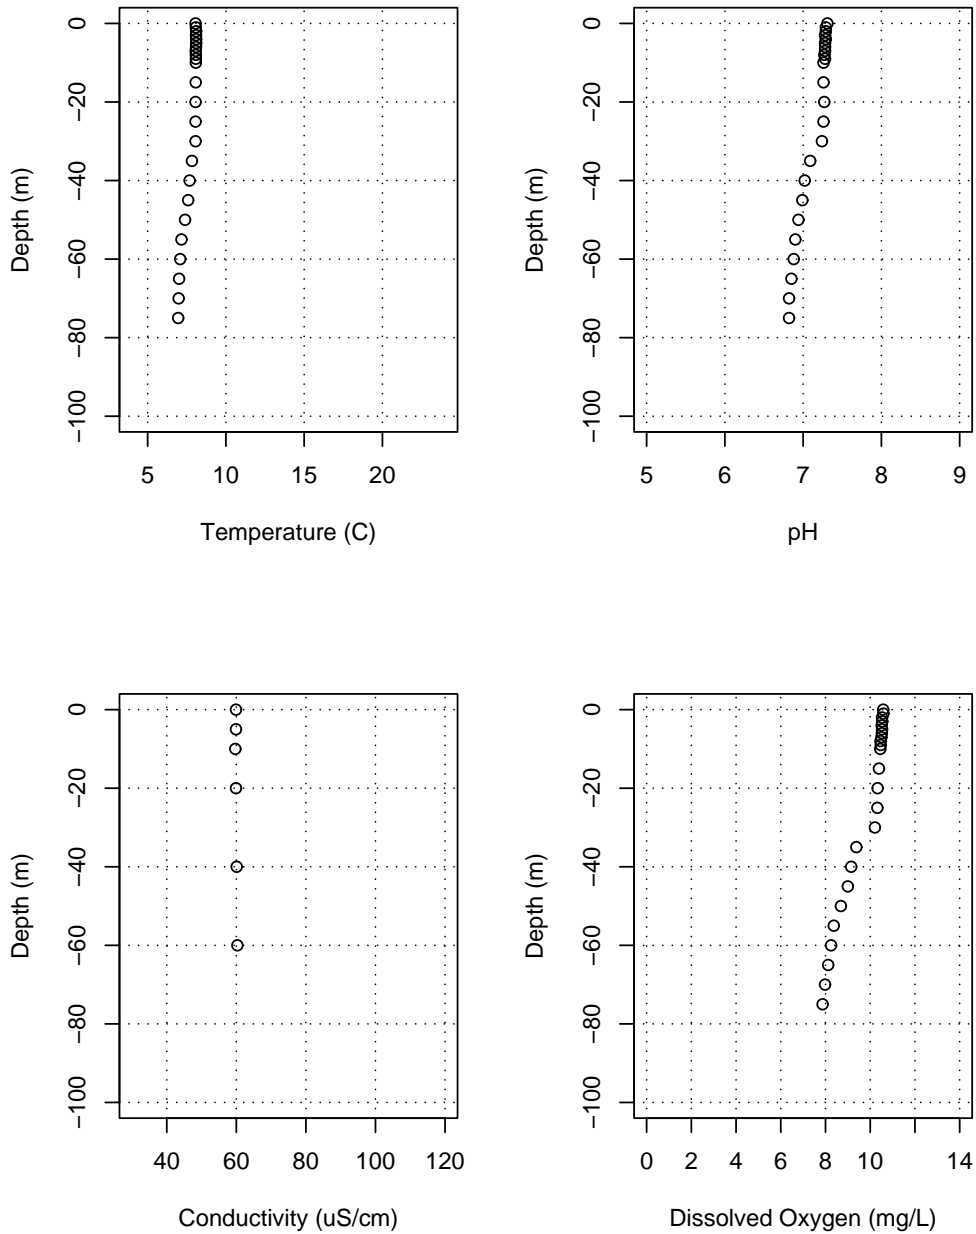 0
−20
−40
−60
−80
−100
Depth (m)
5 10 15 20
Temperature (C)
0
−20
−40
−60
−80
−100
Depth (m)
5 6 7 8 9
pH
0
−20
−40
−60
−80
−100
Depth (m)
40 60 80 100 120
Conductivity (uS/cm)
0
−20
−40
−60
−80
−100
Depth (m)
0 2 4 6 8 10 14
Dissolved Oxygen (mg/L)